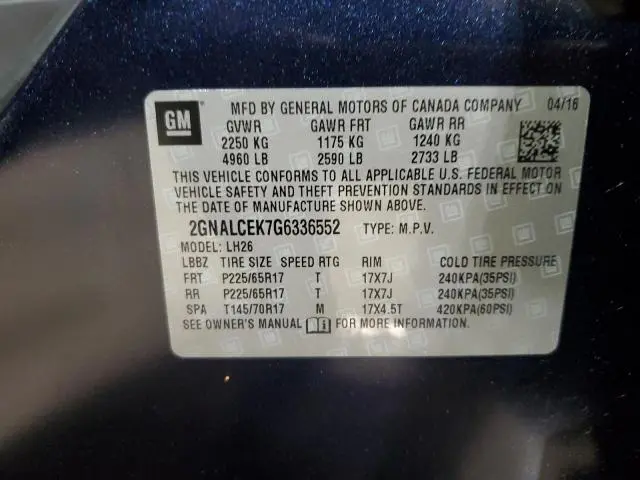 GM MFD BY GENERAL MOTORS OF CANADA COMPANY 04/16
GVWR GAWR FRT GAWR RR
2250 KG 1175 KG 1240 KG
4960 LB 2590 LB 2733 LB
THIS VEHICLE CONFORMS TO ALL APPLICABLE U.S. FEDERAL MOTOR
VEHICLE SAFETY AND THEFT PREVENTION STANDARDS IN EFFECT ON
THE DATE OF MANUFACTURE SHOWN ABOVE.
2GNALCEK7G6336552 TYPE: M.P.V.
MODEL: LH26
LBBZ TIRE SIZE SPEED RTG RIM COLD TIRE PRESSURE
FRT P225/65R17 T 17X7J 240KPA(35PSI)
RR P225/65R17 T 17X7J 240KPA(35PSI)
SPA T145/70R17 M 17X4.5T 420KPA(60PSI)
SEE OWNER'S MANUAL FOR MORE INFORMATION.